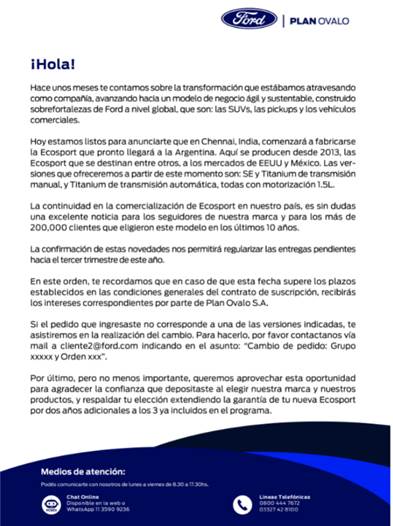 Ford | PLAN OVALO
¡Hola!
Hace unos meses te contamos sobre la transformación que estábamos atravesando
como compañía, avanzando hacia un modelo de negocio ágil y sustentable, construido
sobrefortalezas de Ford a nivel global, que son: las SUVs, las pickups y los vehículos
comerciales.
Hoy estamos listos para anunciarte que en Chennai, India, comenzará a fabricarse
la Ecosport que pronto llegará a la Argentina. Aquí se producen desde 2013, las
Ecosport que se destinan entre otros, a los mercados de EEUU y México. Las ver-
siones que ofreceremos a partir de este momento son: SE y Titanium de transmisión
manual, y Titanium de transmisión automática, todas con motorización 1.5L.
La continuidad en la comercialización de Ecosport en nuestro país, es sin dudas
una excelente noticia para los seguidores de nuestra marca y para los más de
200,000 clientes que eligieron este modelo en los últimos 10 años.
La confirmación de estas novedades nos permitirá regularizar las entregas pendientes
hacia el tercer trimestre de este año.
En este orden, te recordamos que en caso de que esta fecha supere los plazos
establecidos en las condiciones generales del contrato de suscripción, recibirás
los intereses correspondientes por parte de Plan Ovalo S.A.
Si el pedido que ingresaste no corresponde a una de las versiones indicadas, te
asistiremos en la realización del cambio. Para hacerlo, por favor contactanos vía
mail a cliente2@ford.com indicando en el asunto: “Cambio de pedido: Grupo
xxxxx y Orden xxx”.
Por último, pero no menos importante, queremos aprovechar esta oportunidad
para agradecer la confianza que depositaste al elegir nuestra marca y nuestros
productos, y respaldar tu elección extendiendo la garantía de tu nueva Ecosport
por dos años adicionales a los 3 ya incluidos en el programa.
Medios de atención:
Podés comunicarte con nosotros de lunes a viernes de 8.30 a 17.30hs.
Chat Online
Disponible en la web o
WhatsApp 11 3590 9236
Líneas Telefónicas
0800 444 7672
03327 42 8100